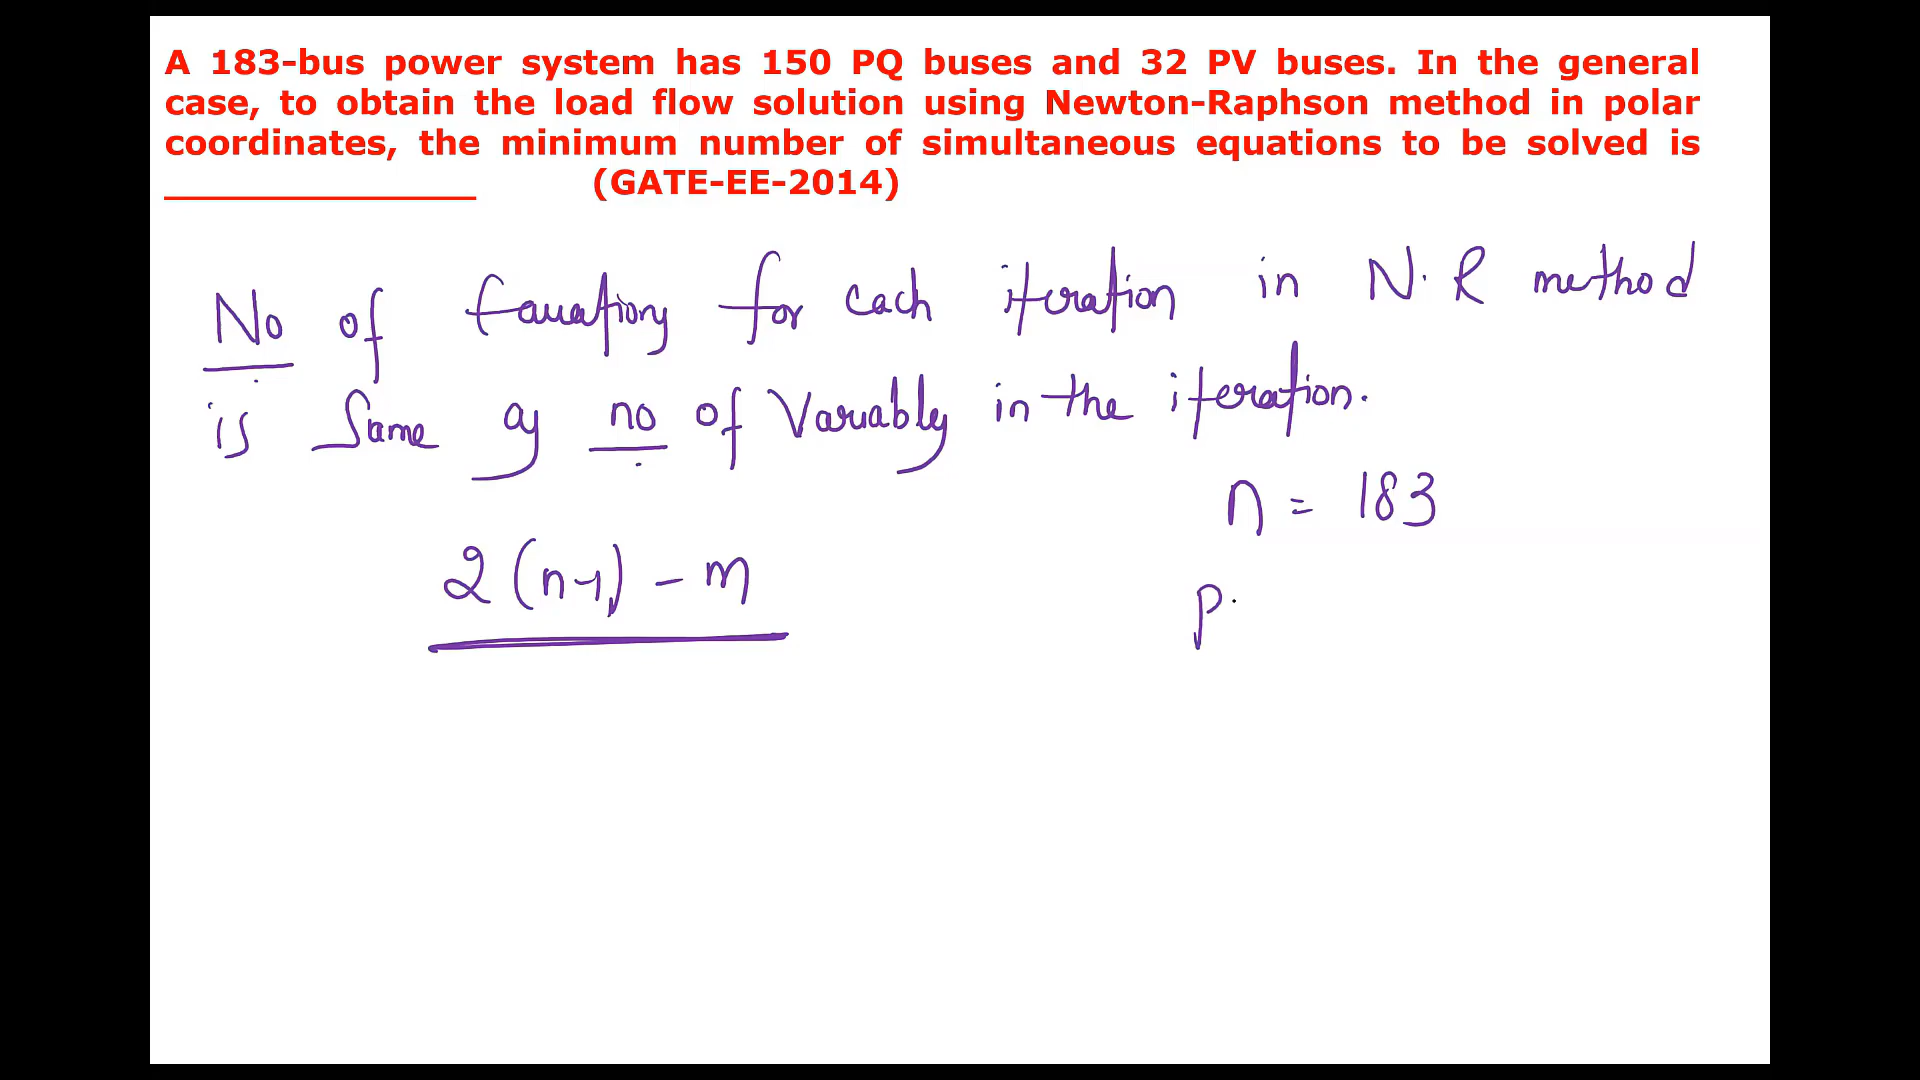 A 183-bus power system has 150 PQ buses and 32 PV buses. In the general
case, to obtain the load flow solution using Newton-Raphson method in polar
coordinates, the minimum number of simultaneous equations to be solved is
__________________ (GATE-EE-2014)
No of Equations for each iteration in N.R method
is same as no of Variables in the iteration.
n = 183
2(n-1) - m
P